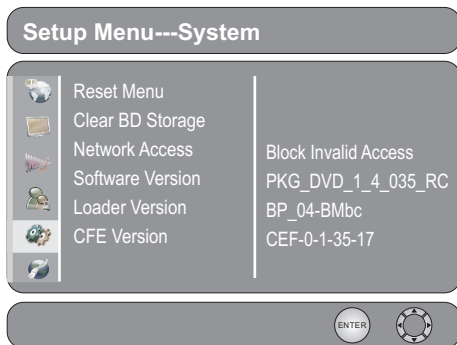 Setup Menu---System
Reset Menu
Clear BD Storage
Network Access Block Invalid Access
Software Version PKG_DVD_1_4_035_RC
Loader Version BP_04-BMbc
CFE Version CEF-0-1-35-17
ENTER